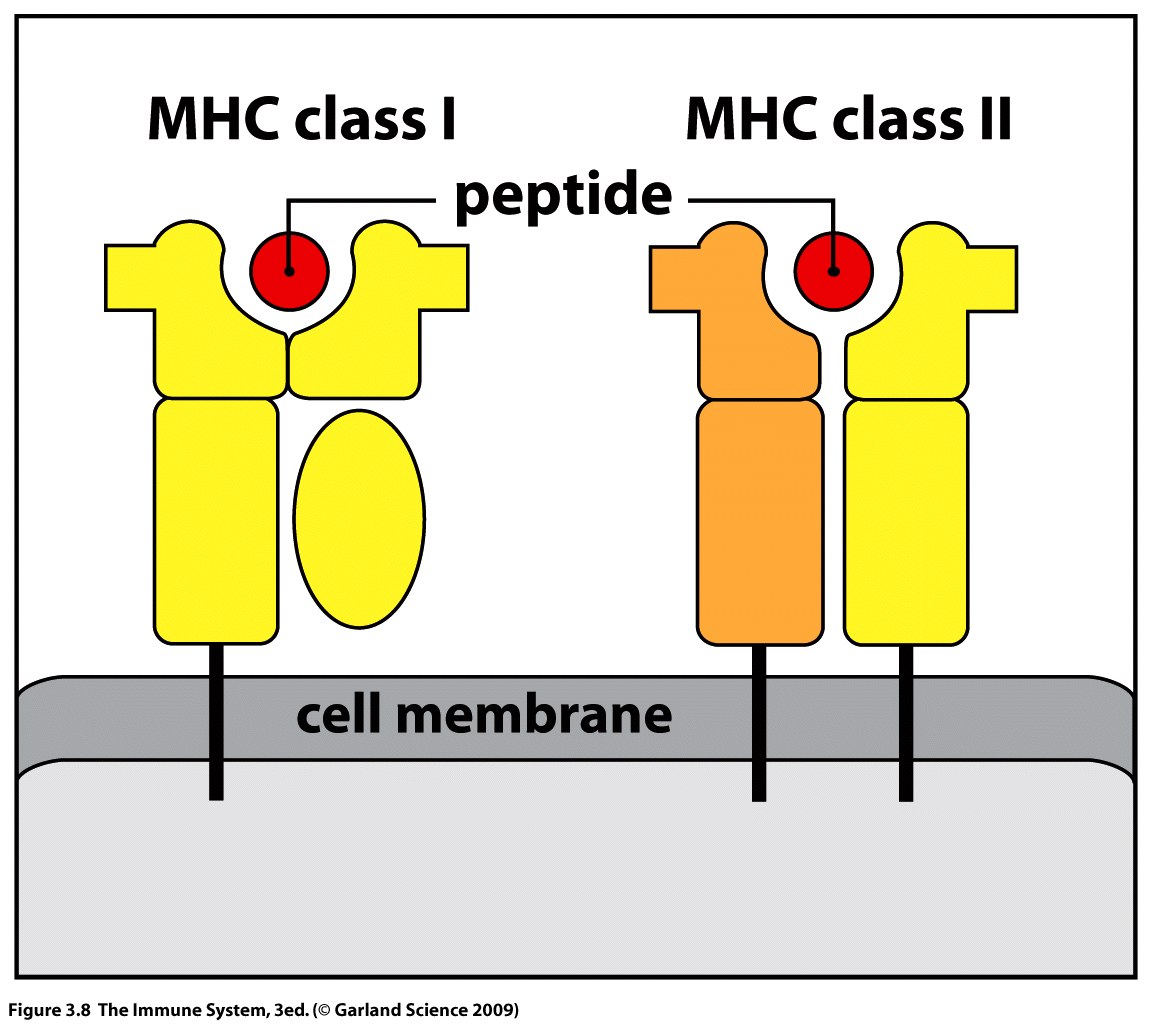 MHC class I
MHC class II
peptide
cell membrane
Figure 3.8 The Immune System, 3ed. (© Garland Science 2009)